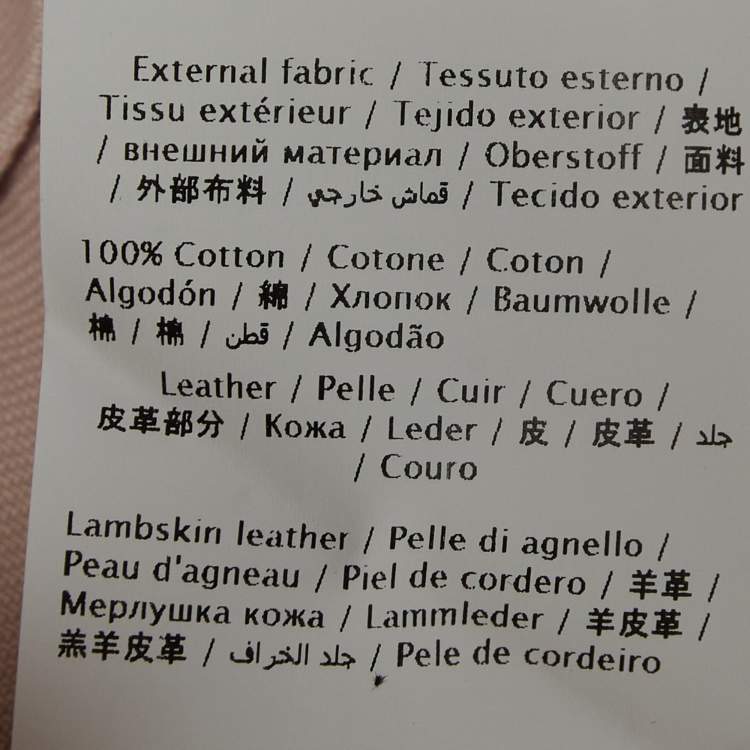 External fabric / Tessuto esterno /
Tissu extérieur / Tejido exterior / 表地
/ внешний материал / Oberstoff / 面料
/ 外部布料 / قماش خارجي / Tecido exterior
100% Cotton / Cotone / Coton /
Algodón / 綿 / Хлопок / Baumwolle /
棉 / 棉 / قطن / Algodão
Leather / Pelle / Cuir / Cuero /
皮革部分 / Кожа / Leder / 皮 / 皮革 / جلد
/ Couro
Lambskin leather / Pelle di agnello /
Peau d'agneau / Piel de cordero / 羊革 /
Мерлушка кожа / Lammleder / 羊皮革 /
羔羊皮革 / جلد الخراف / Pele de cordeiro